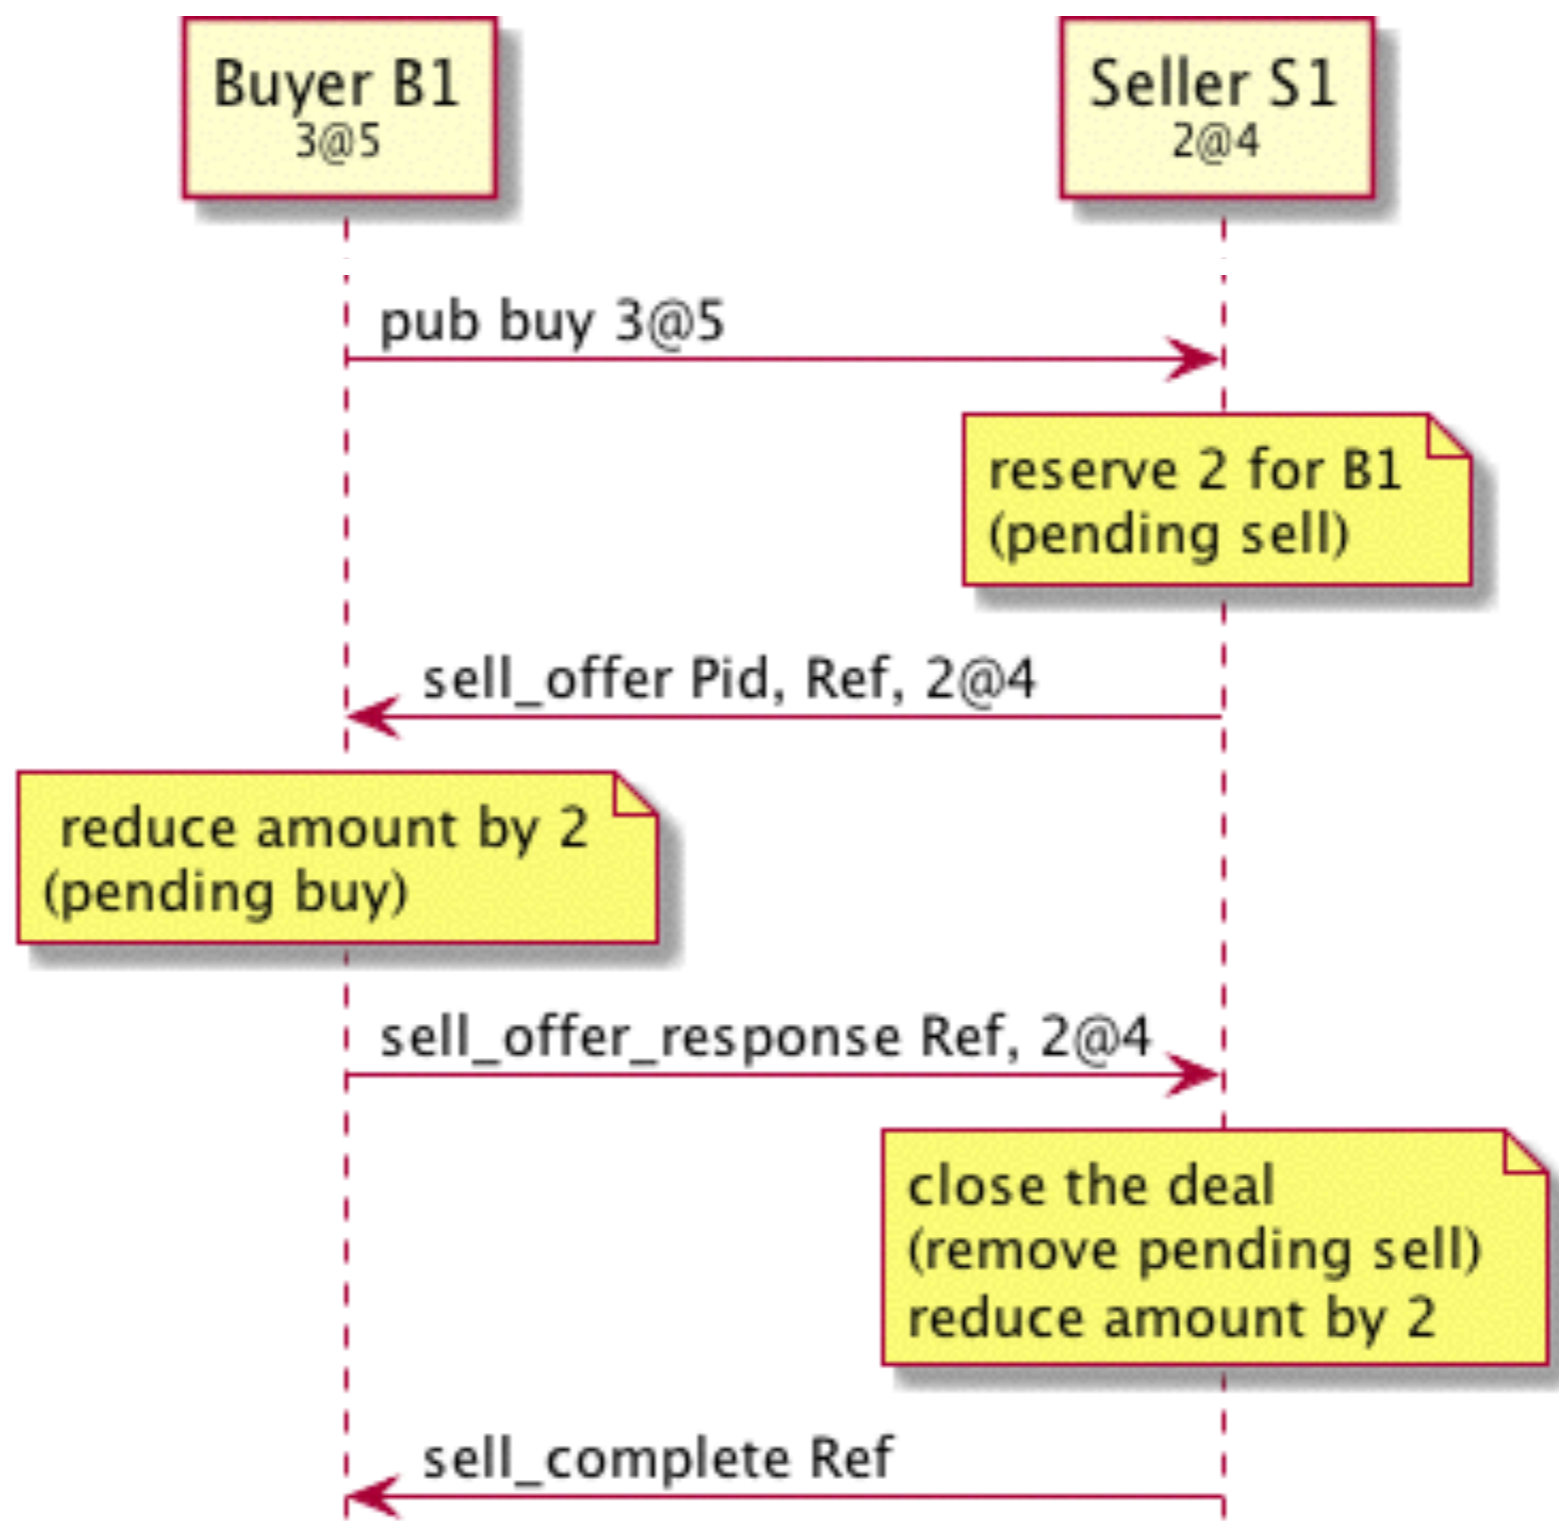 Buyer B1
3@5
Seller S1
2@4
pub buy 3@5
reserve 2 for B1
(pending sell)
sell_offer Pid, Ref, 2@4
reduce amount by 2
(pending buy)
sell_offer_response Ref, 2@4
close the deal
(remove pending sell)
reduce amount by 2
sell_complete Ref